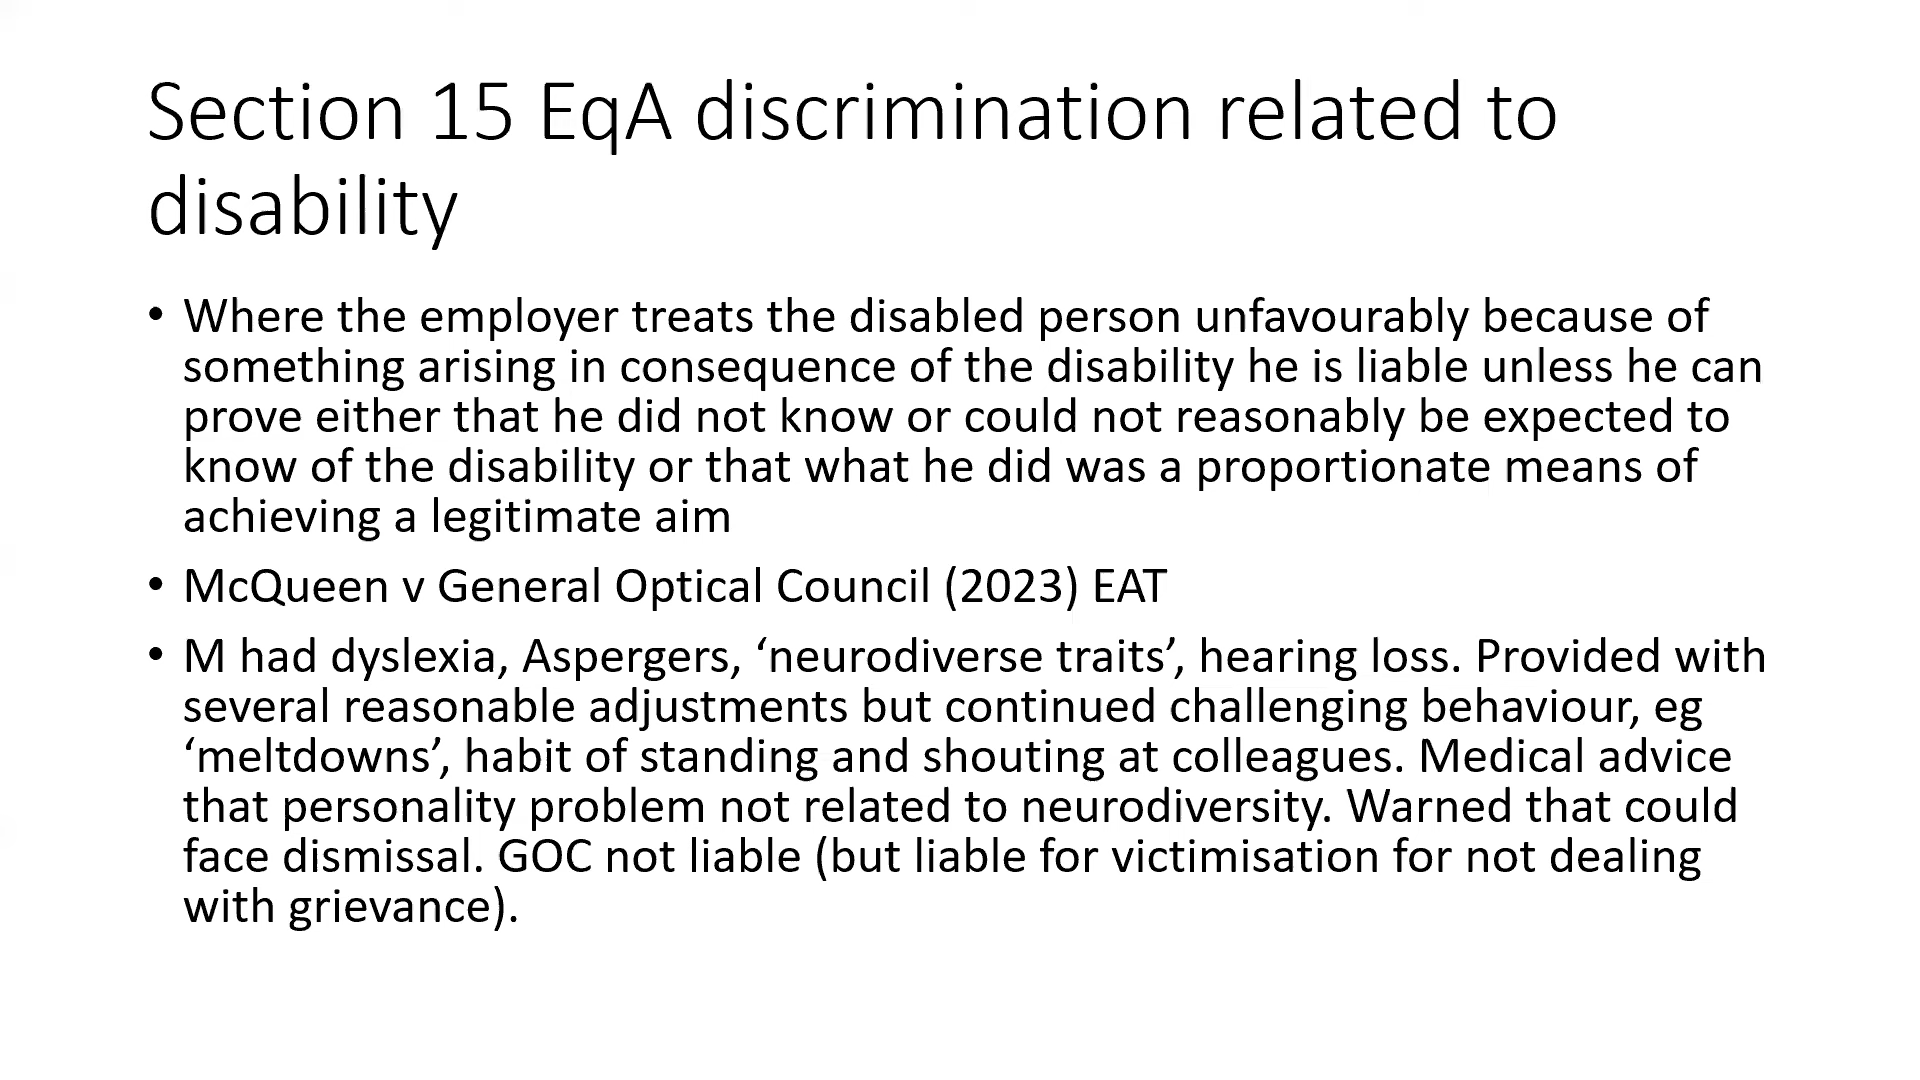 Section 15 EqA discrimination related to
disability
• Where the employer treats the disabled person unfavourably because of
something arising in consequence of the disability he is liable unless he can
prove either that he did not know or could not reasonably be expected to
know of the disability or that what he did was a proportionate means of
achieving a legitimate aim
• McQueen v General Optical Council (2023) EAT
• M had dyslexia, Aspergers, ‘neurodiverse traits’, hearing loss. Provided with
several reasonable adjustments but continued challenging behaviour, eg
‘meltdowns’, habit of standing and shouting at colleagues. Medical advice
that personality problem not related to neurodiversity. Warned that could
face dismissal. GOC not liable (but liable for victimisation for not dealing
with grievance).